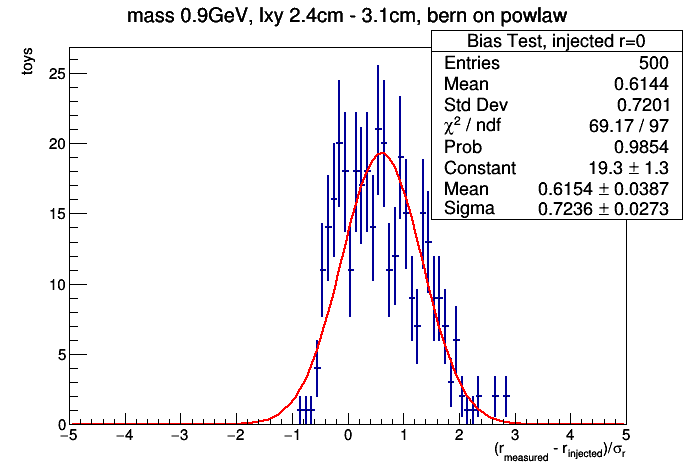 mass 0.9GeV, lxy 2.4cm - 3.1cm, bern on powlaw
Bias Test, injected r=0
Entries 500
Mean 0.6144
Std Dev 0.7201
χ² / ndf 69.17 / 97
Prob 0.9854
Constant 19.3 ± 1.3
Mean 0.6154 ± 0.0387
Sigma 0.7236 ± 0.0273
toys
25
20
15
10
5
0
−5 −4 −3 −2 −1 0 1 2 3 4 5
(r_measured - r_injected)/σ_r